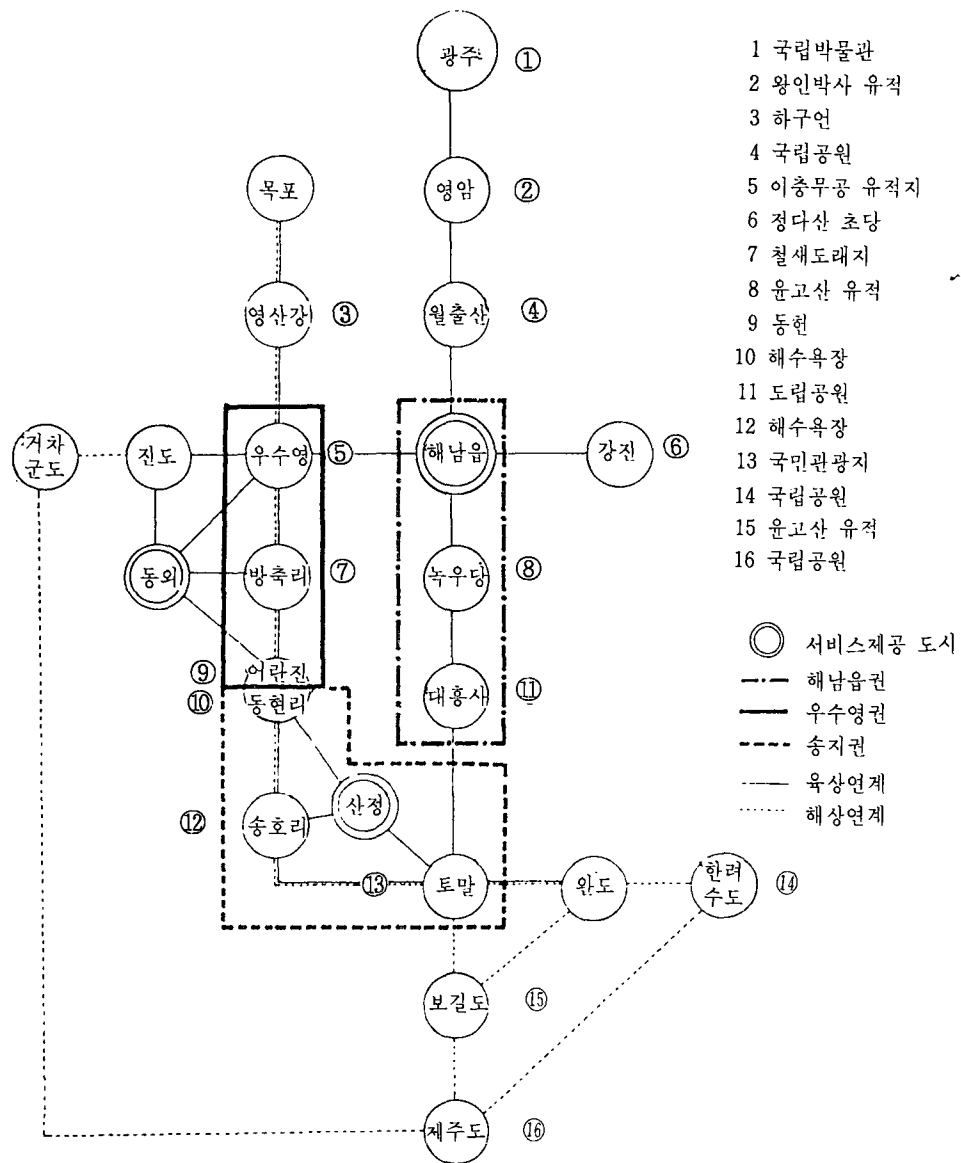 광주 ①
영암 ②
목포
영산강 ③
월출산 ④
거차
군도
진도
우수영 ⑤
해남읍
강진 ⑥
동외
방축리 ⑦
녹우당 ⑧
⑨ 어란진
⑩ 동현리
대흥사 ⑪
⑫ 송호리
산정
⑬ 토말
완도
한려
수도 ⑭
보길도 ⑮
제주도 ⑯
1 국립박물관
2 왕인박사 유적
3 하구언
4 국립공원
5 이충무공 유적지
6 정다산 초당
7 철새도래지
8 윤고산 유적
9 동헌
10 해수욕장
11 도립공원
12 해수욕장
13 국민관광지
14 국립공원
15 윤고산 유적
16 국립공원
서비스제공 도시
해남읍권
우수영권
송지권
육상연계
해상연계